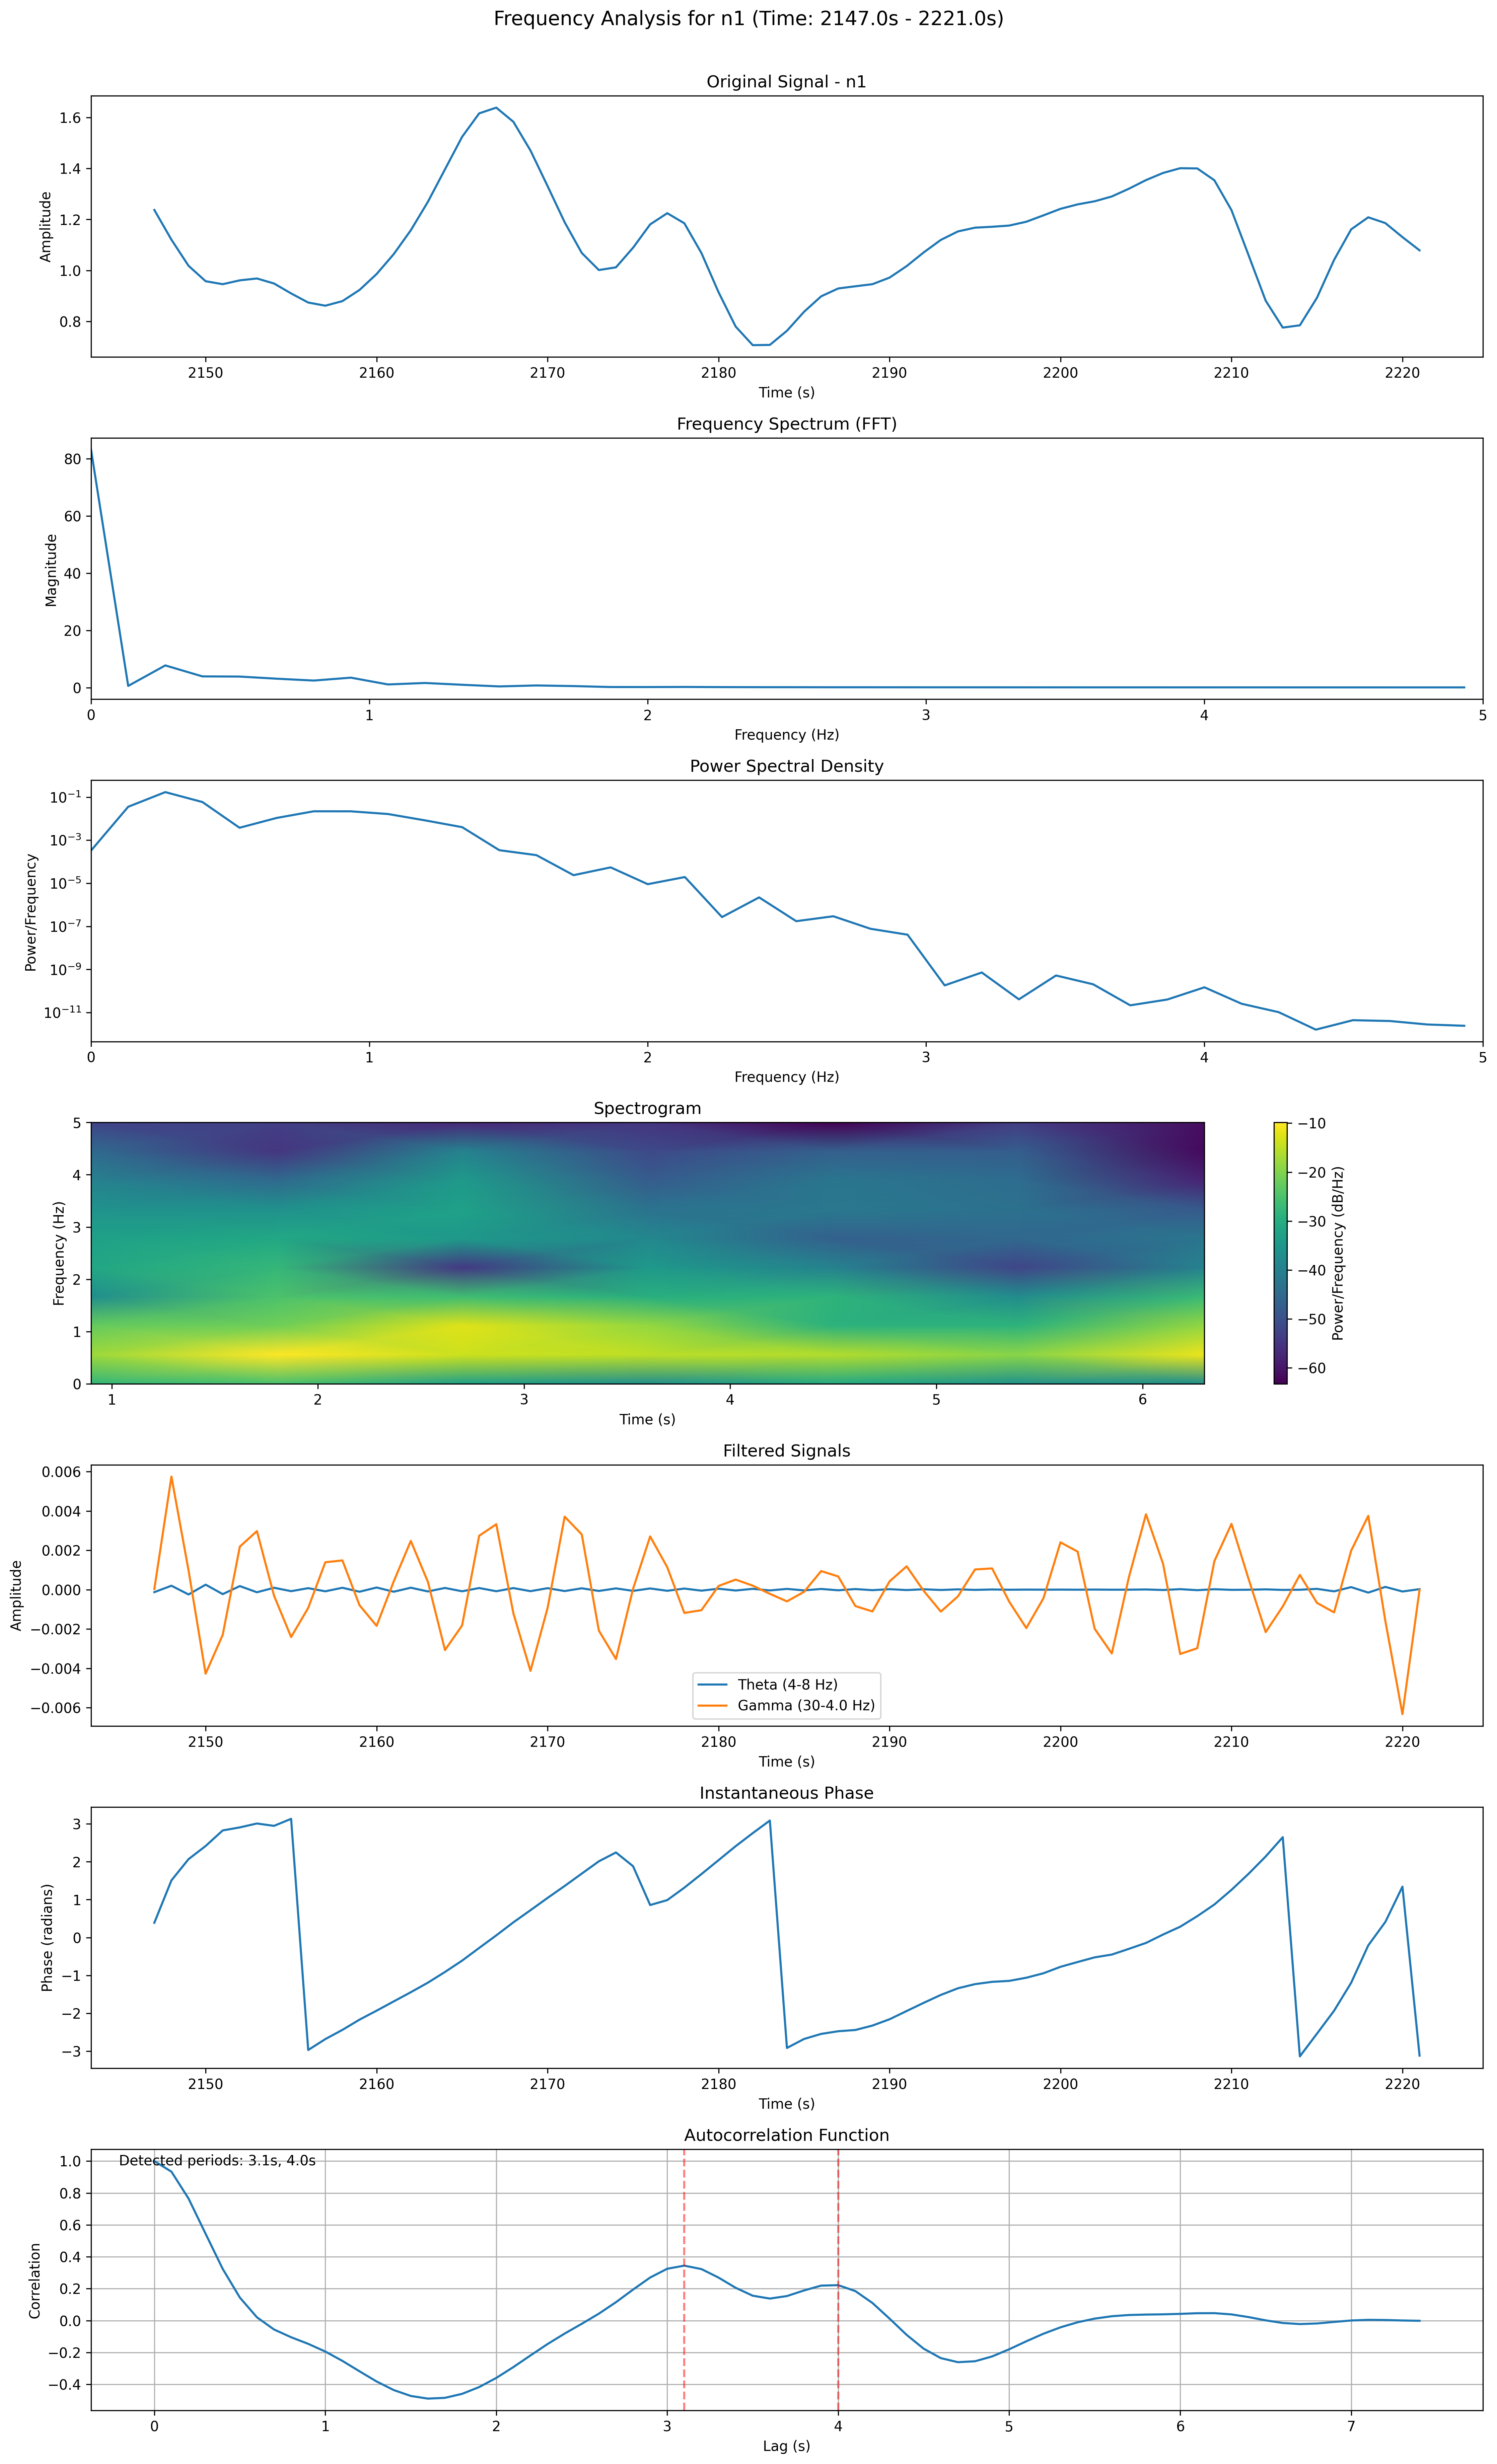 Frequency Analysis for n1 (Time: 2147.0s - 2221.0s)
Original Signal - n1
1.6
1.4
1.2
1.0
0.8
Amplitude
2150 2160 2170 2180 2190 2200 2210 2220
Time (s)
Frequency Spectrum (FFT)
80
60
40
20
0
Magnitude
0 1 2 3 4 5
Frequency (Hz)
Power Spectral Density
10⁻¹
10⁻³
10⁻⁵
10⁻⁷
10⁻⁹
10⁻¹¹
Power/Frequency
0 1 2 3 4 5
Frequency (Hz)
Spectrogram
5
4
3
2
1
0
Frequency (Hz)
1 2 3 4 5 6
Time (s)
−10
−20
−30
−40
−50
−60
Power/Frequency (dB/Hz)
Filtered Signals
0.006
0.004
0.002
0.000
−0.002
−0.004
−0.006
Amplitude
Theta (4-8 Hz)
Gamma (30-4.0 Hz)
2150 2160 2170 2180 2190 2200 2210 2220
Time (s)
Instantaneous Phase
3
2
1
0
−1
−2
−3
Phase (radians)
2150 2160 2170 2180 2190 2200 2210 2220
Time (s)
Autocorrelation Function
Detected periods: 3.1s, 4.0s
1.0
0.8
0.6
0.4
0.2
0.0
−0.2
−0.4
Correlation
0 1 2 3 4 5 6 7
Lag (s)